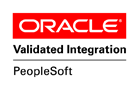 ORACLE
Validated Integration
PeopleSoft